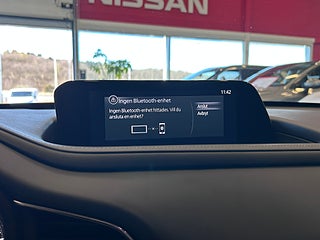 NISSAN
11:42
Ingen Bluetooth-enhet
Ingen Bluetooth-enhet hittades. Vill du
ansluta en enhet?
Anslut
Avbryt